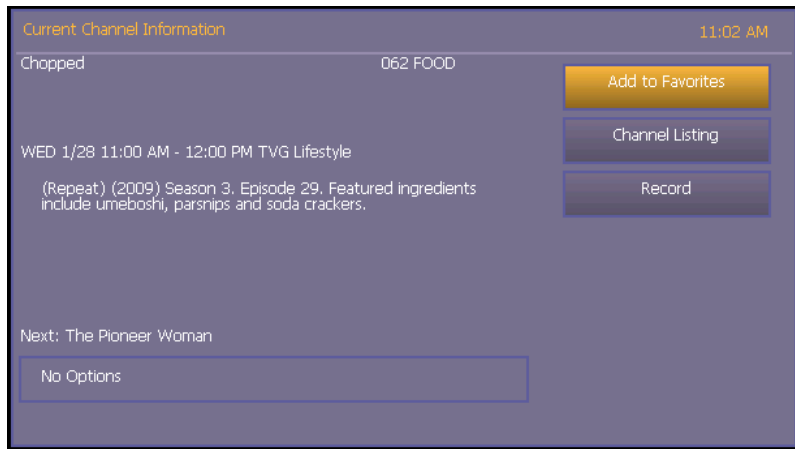 Current Channel Information 11:02 AM
Chopped 062 FOOD
Add to Favorites
Channel Listing
WED 1/28 11:00 AM - 12:00 PM TVG Lifestyle
Record
(Repeat) (2009) Season 3. Episode 29. Featured ingredients
include umeboshi, parsnips and soda crackers.
Next: The Pioneer Woman
No Options